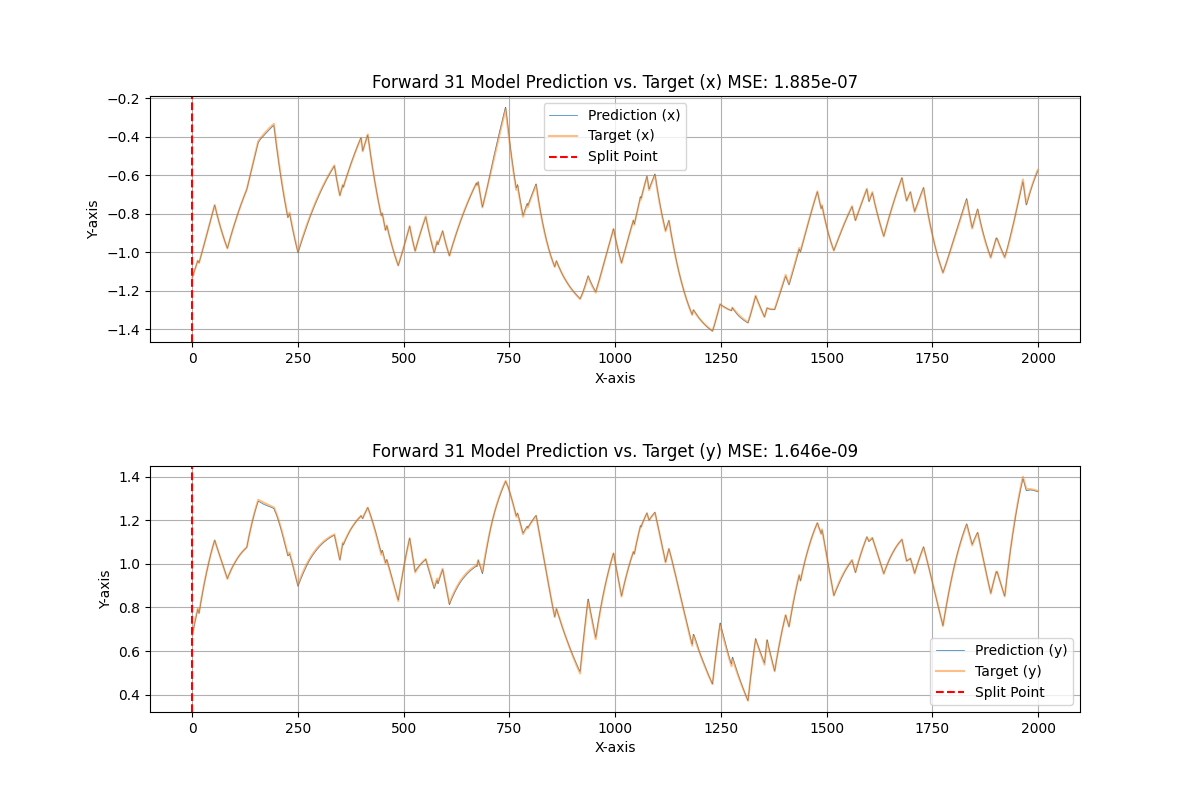 Forward 31 Model Prediction vs. Target (x) MSE: 1.885e-07
Prediction (x)
Target (x)
Split Point
Y-axis
−0.2
−0.4
−0.6
−0.8
−1.0
−1.2
−1.4
0 250 500 750 1000 1250 1500 1750 2000
X-axis
Forward 31 Model Prediction vs. Target (y) MSE: 1.646e-09
Y-axis
1.4
1.2
1.0
0.8
0.6
0.4
Prediction (y)
Target (y)
Split Point
0 250 500 750 1000 1250 1500 1750 2000
X-axis